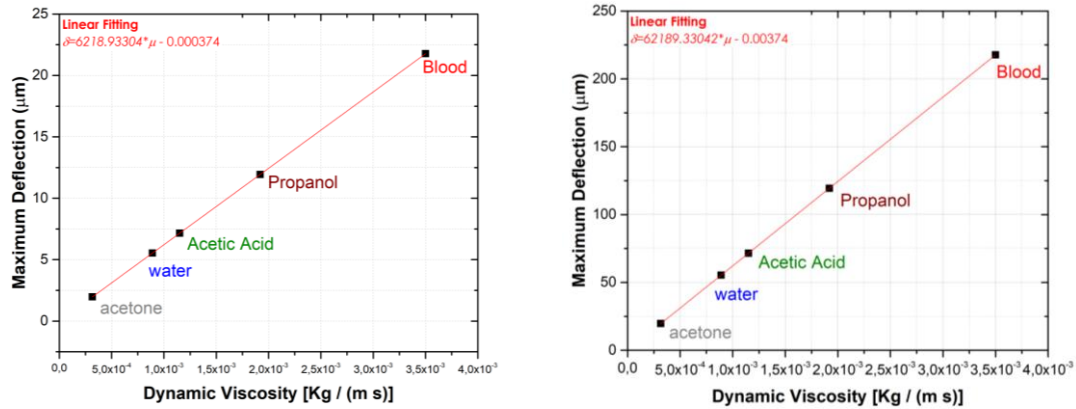 Linear Fitting
𝜗=6218.93304*μ - 0.000374
25
20
15
10
5
0
Maximum Deflection (μm)
Blood
Propanol
Acetic Acid
water
acetone
0,0 5,0x10⁻⁴ 1,0x10⁻³ 1,5x10⁻³ 2,0x10⁻³ 2,5x10⁻³ 3,0x10⁻³ 3,5x10⁻³ 4,0x10⁻³
Dynamic Viscosity [Kg / (m s)]
Linear Fitting
𝜗=62189.33042*μ - 0.00374
250
200
150
100
50
0
Maximum Deflection (μm)
Blood
Propanol
Acetic Acid
water
acetone
0,0 5,0x10⁻⁴ 1,0x10⁻³ 1,5x10⁻³ 2,0x10⁻³ 2,5x10⁻³ 3,0x10⁻³ 3,5x10⁻³ 4,0x10⁻³
Dynamic Viscosity [Kg / (m s)]